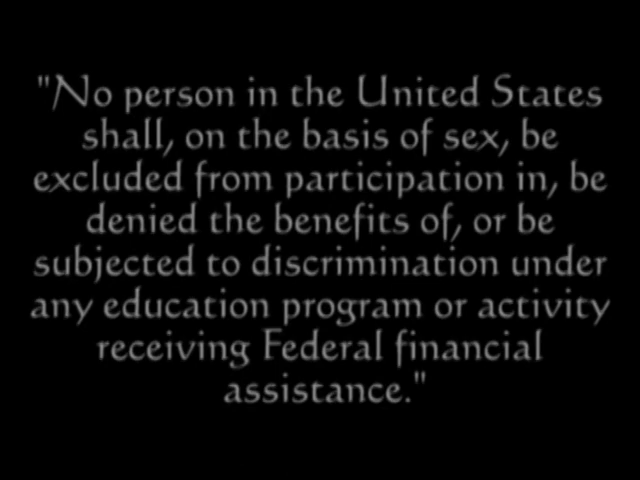 "No person in the United States
shall, on the basis of sex, be
excluded from participation in, be
denied the benefits of, or be
subjected to discrimination under
any education program or activity
receiving Federal financial
assistance."